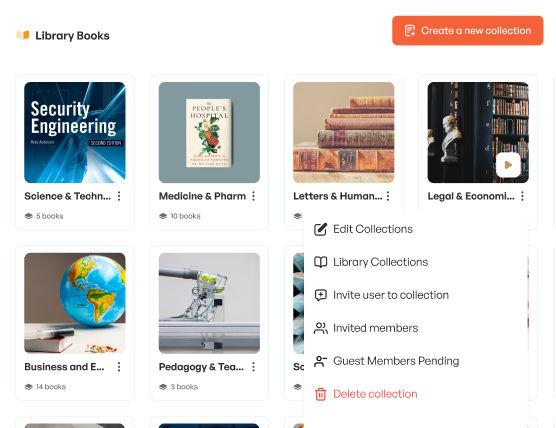 Library Books
Create a new collection
Security
Engineering
Ross Anderson
SECOND EDITION
The
PEOPLE'S
HOSPITAL
Science & Techn...
Medicine & Pharm
Letters & Human...
Legal & Economi...
5 books
10 books
Edit Collections
Library Collections
Invite user to collection
Invited members
Guest Members Pending
Delete collection
Business and E...
Pedagogy & Tea...
14 books
3 books